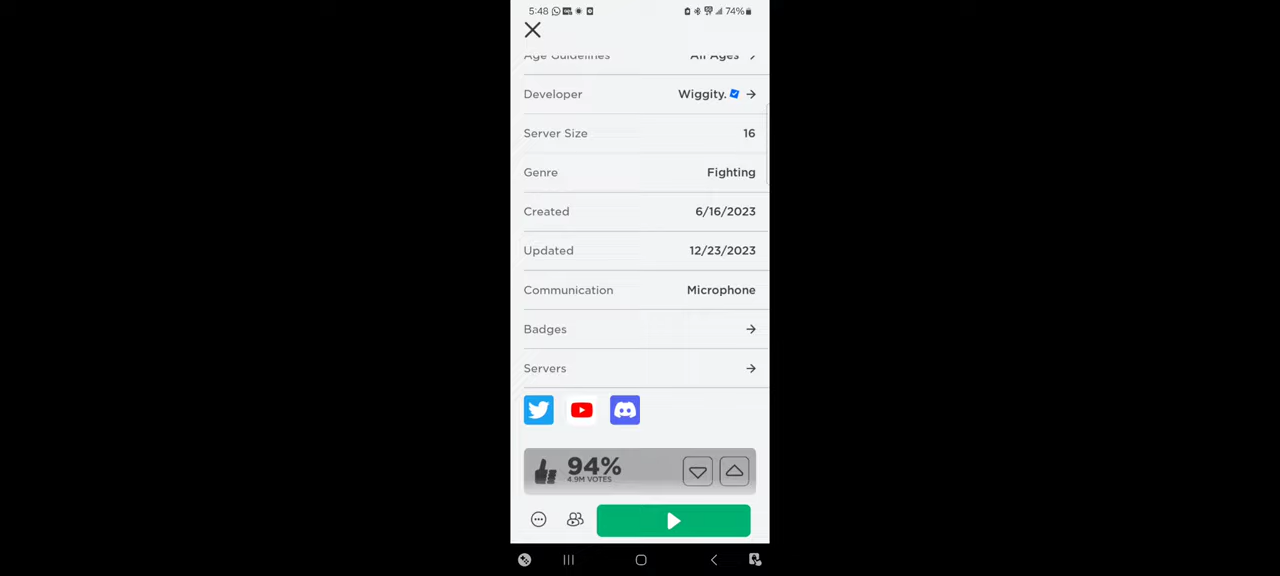 5:48 74%
Age Guidelines All Ages
Developer Wiggity.
Server Size 16
Genre Fighting
Created 6/16/2023
Updated 12/23/2023
Communication Microphone
Badges
Servers
94%
4.9M VOTES